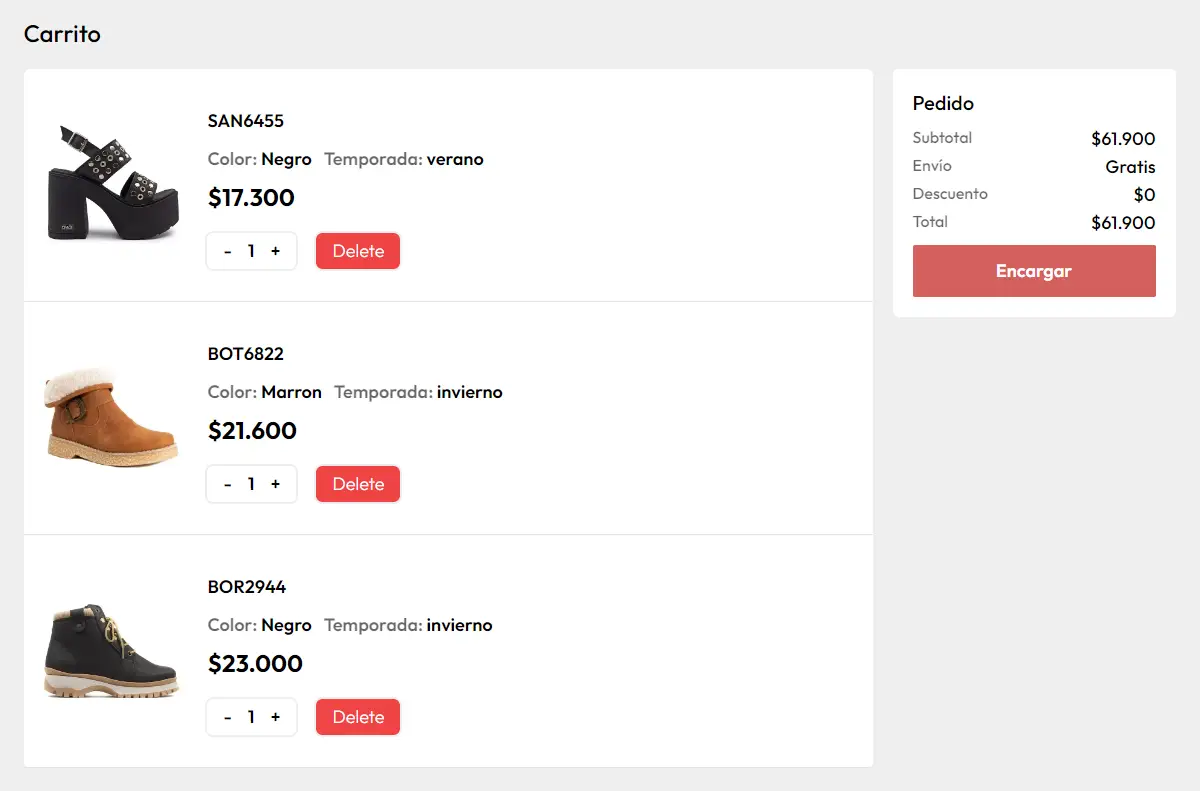 Carrito
SAN6455
Color: Negro Temporada: verano
$17.300
- 1 + Delete
BOT6822
Color: Marron Temporada: invierno
$21.600
- 1 + Delete
BOR2944
Color: Negro Temporada: invierno
$23.000
- 1 + Delete
Pedido
Subtotal $61.900
Envío Gratis
Descuento $0
Total $61.900
Encargar